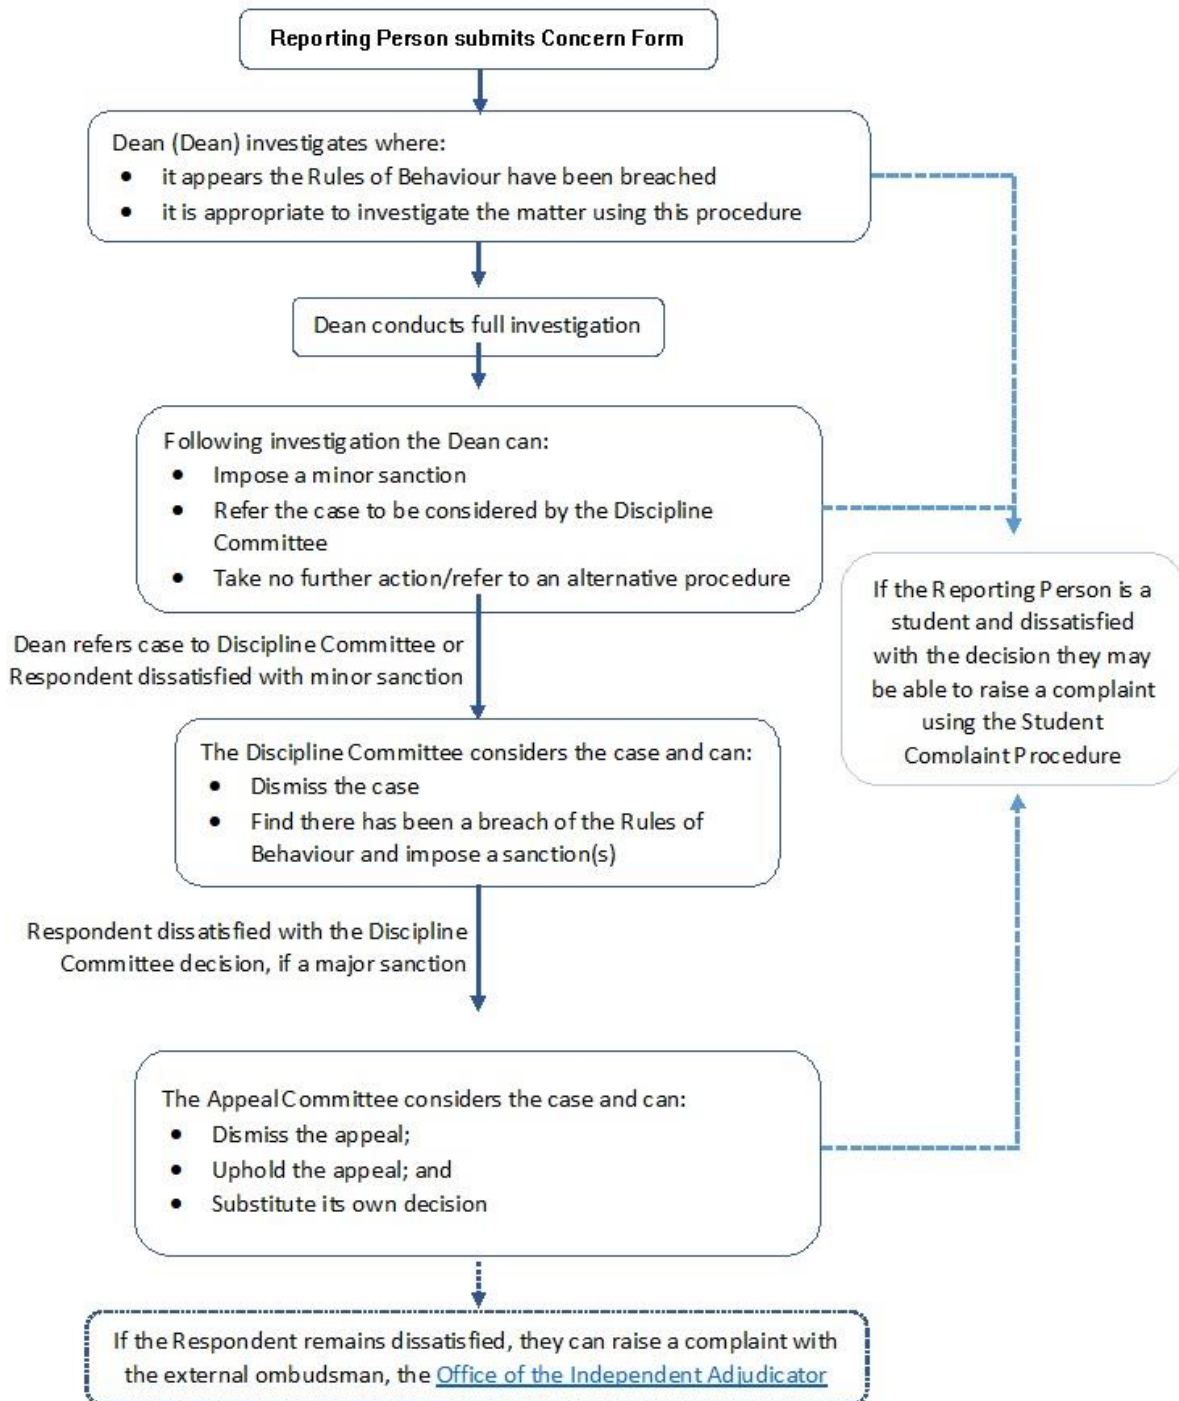 Reporting Person submits Concern Form
Dean (Dean) investigates where:
• it appears the Rules of Behaviour have been breached
• it is appropriate to investigate the matter using this procedure
Dean conducts full investigation
Following investigation the Dean can:
• Impose a minor sanction
• Refer the case to be considered by the Discipline
Committee
• Take no further action/refer to an alternative procedure
If the Reporting Person is a
student and dissatisfied
with the decision they may
be able to raise a complaint
using the Student
Complaint Procedure
Dean refers case to Discipline Committee or
Respondent dissatisfied with minor sanction
The Discipline Committee considers the case and can:
• Dismiss the case
• Find there has been a breach of the Rules of
Behaviour and impose a sanction(s)
Respondent dissatisfied with the Discipline
Committee decision, if a major sanction
The Appeal Committee considers the case and can:
• Dismiss the appeal;
• Uphold the appeal; and
• Substitute its own decision
If the Respondent remains dissatisfied, they can raise a complaint with
the external ombudsman, the Office of the Independent Adjudicator